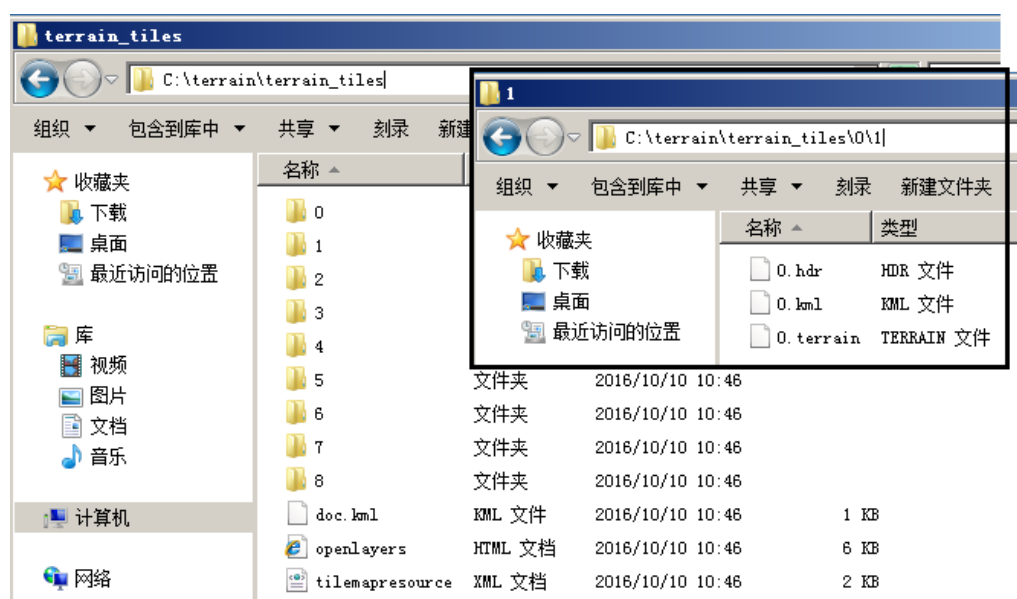 terrain_tiles
C:\terrain\terrain_tiles
组织 包含到库中 共享 刻录 新建
名称
收藏夹
下载
桌面
最近访问的位置
库
视频
图片
文档
音乐
计算机
网络
0
1
2
3
4
5 文件夹 2016/10/10 10:46
6 文件夹 2016/10/10 10:46
7 文件夹 2016/10/10 10:46
8 文件夹 2016/10/10 10:46
doc.kml KML 文件 2016/10/10 10:46 1 KB
openlayers HTML 文档 2016/10/10 10:46 6 KB
tilemapresource XML 文档 2016/10/10 10:46 2 KB
1
C:\terrain\terrain_tiles\0\1
组织 包含到库中 共享 刻录 新建文件夹
收藏夹
下载
桌面
最近访问的位置
名称 类型
0.hdr HDR 文件
0.kml KML 文件
0.terrain TERRAIN 文件